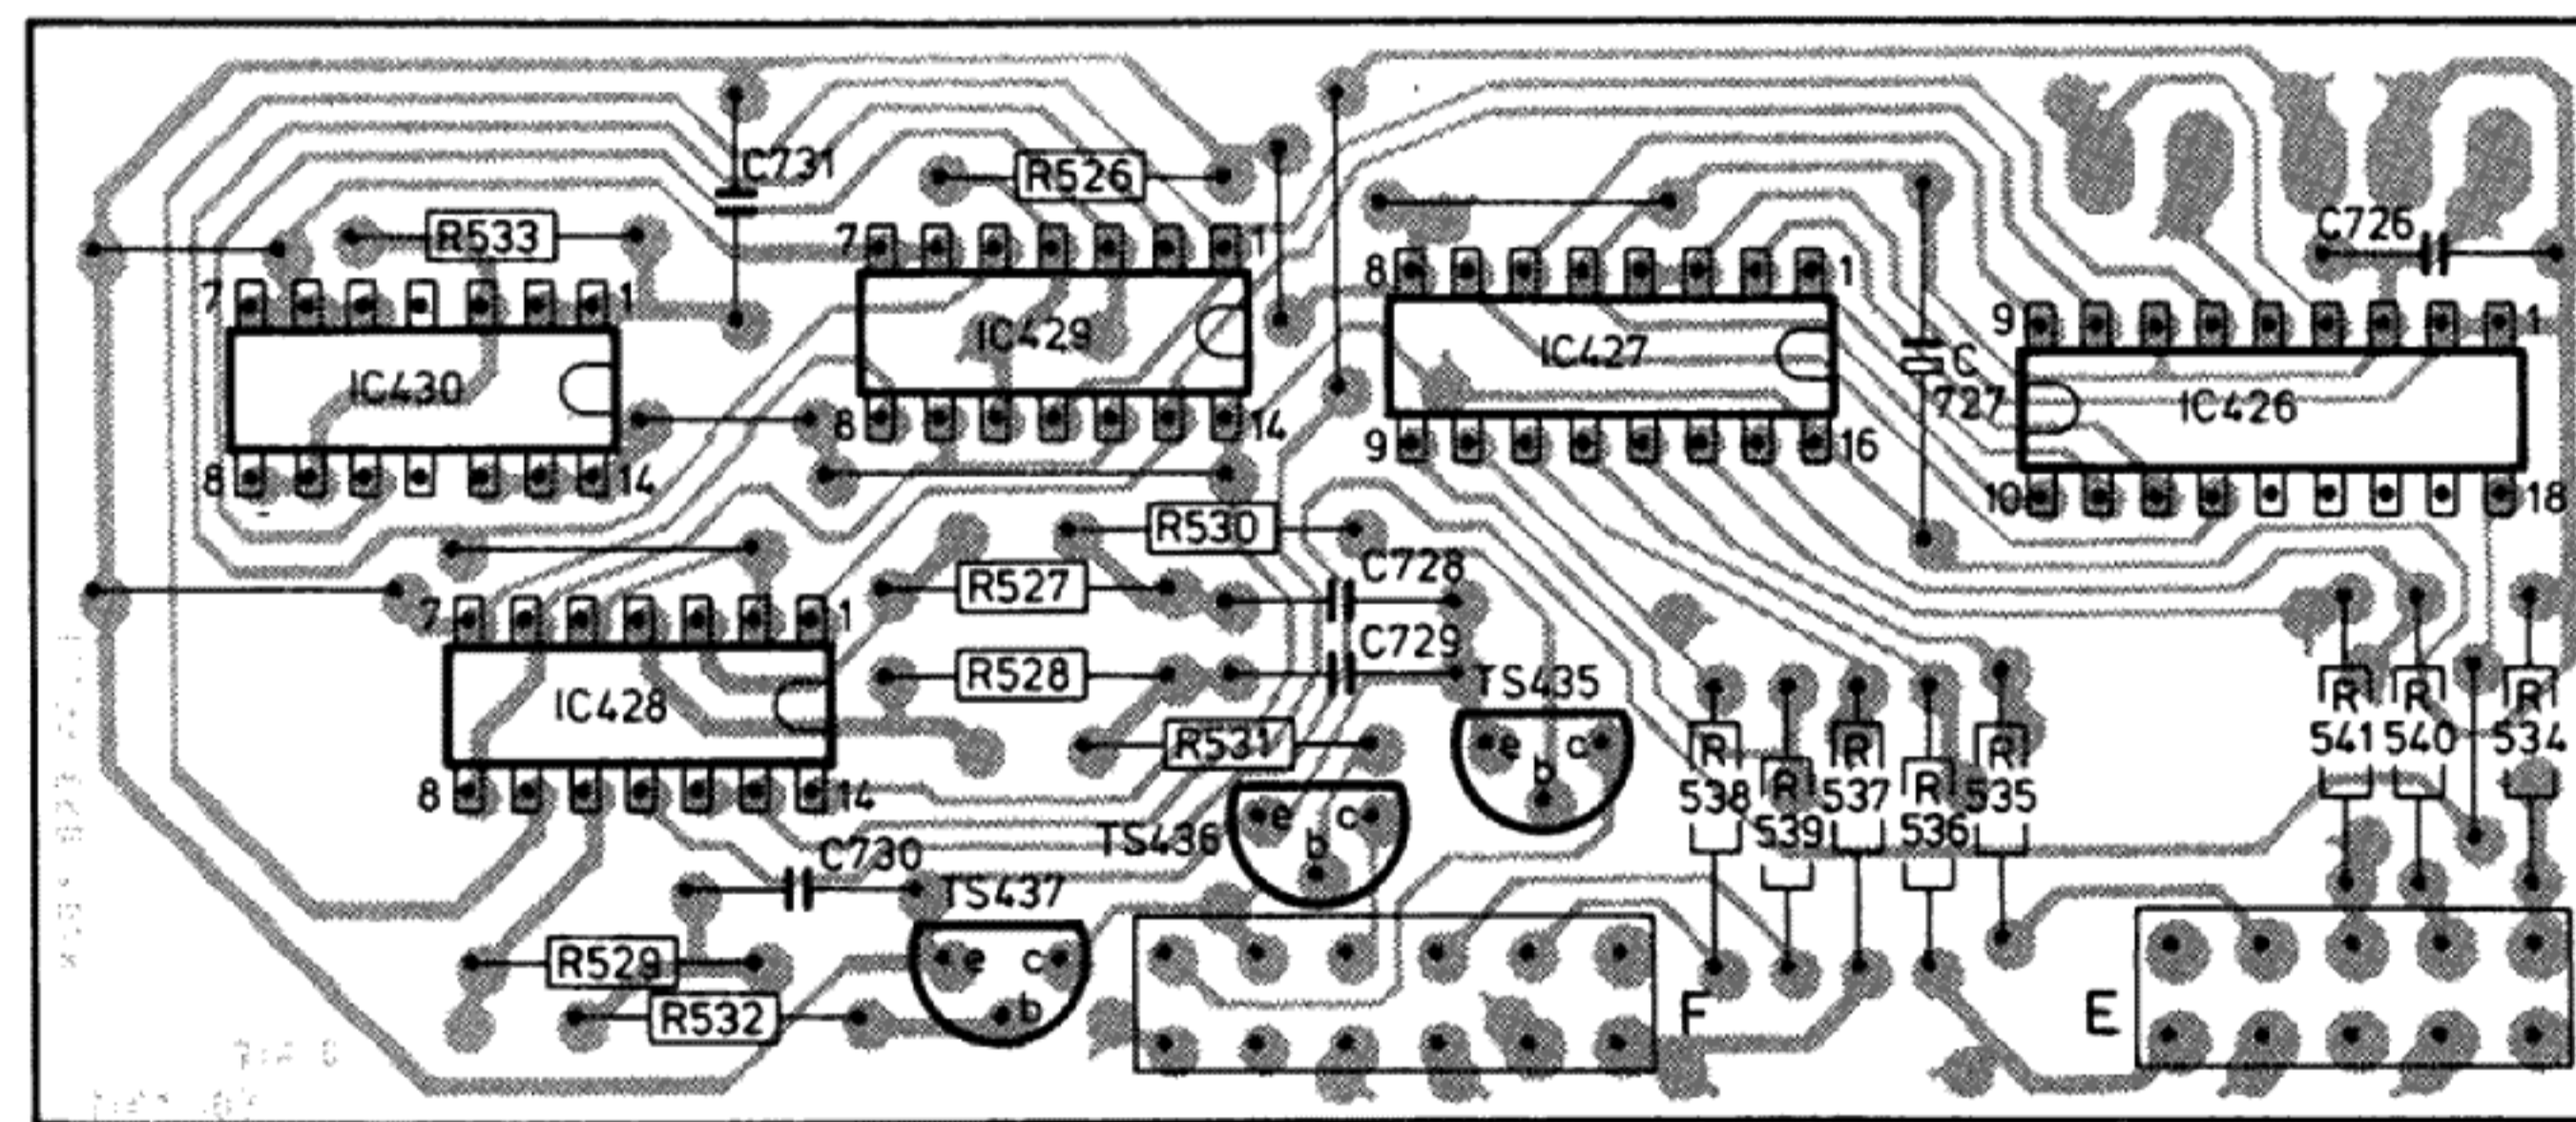 C731
R526
R533
C726
7 1
8 1
7 1
9 1
IC429
IC427
C
727
IC430
IC426
8 14
9 16
8 14
10 18
R530
C728
R527
7 1
C729
R528
TS435
IC428
R531
e c
b
R
538
R
539
R
537
R
536
R
535
R
541
R
540
R
534
8 14
TS436
e c
b
C730
TS437
R529
e c
b
R532
F
E